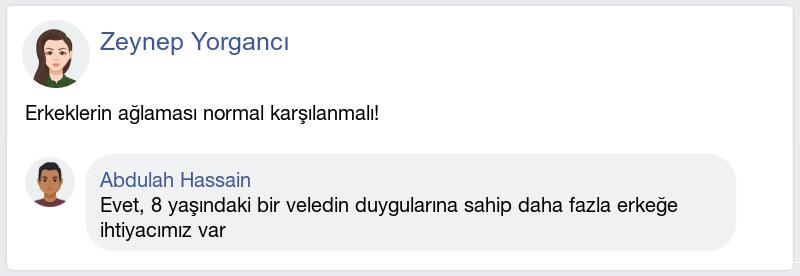 Zeynep Yorgancı
Erkeklerin ağlaması normal karşılanmalı!
Abdulah Hassain
Evet, 8 yaşındaki bir veledin duygularına sahip daha fazla erkeğe
ihtiyacımız var